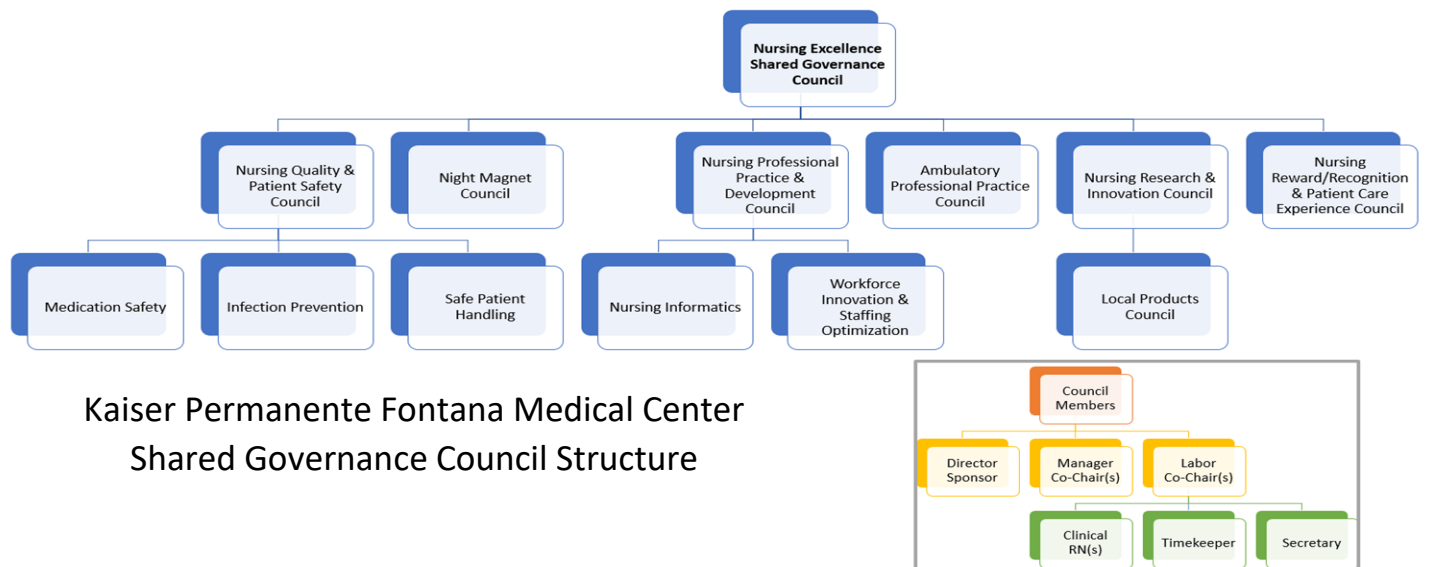 Nursing Excellence
Shared Governance
Council
Nursing Quality &
Patient Safety
Council
Night Magnet
Council
Nursing Professional
Practice &
Development
Council
Ambulatory
Professional Practice
Council
Nursing Research &
Innovation Council
Nursing
Reward/Recognition
& Patient Care
Experience Council
Medication Safety
Infection Prevention
Safe Patient
Handling
Nursing Informatics
Workforce
Innovation &
Staffing
Optimization
Local Products
Council
Kaiser Permanente Fontana Medical Center
Shared Governance Council Structure
Council
Members
Director
Sponsor
Manager
Co-Chair(s)
Labor
Co-Chair(s)
Clinical
RN(s)
Timekeeper
Secretary